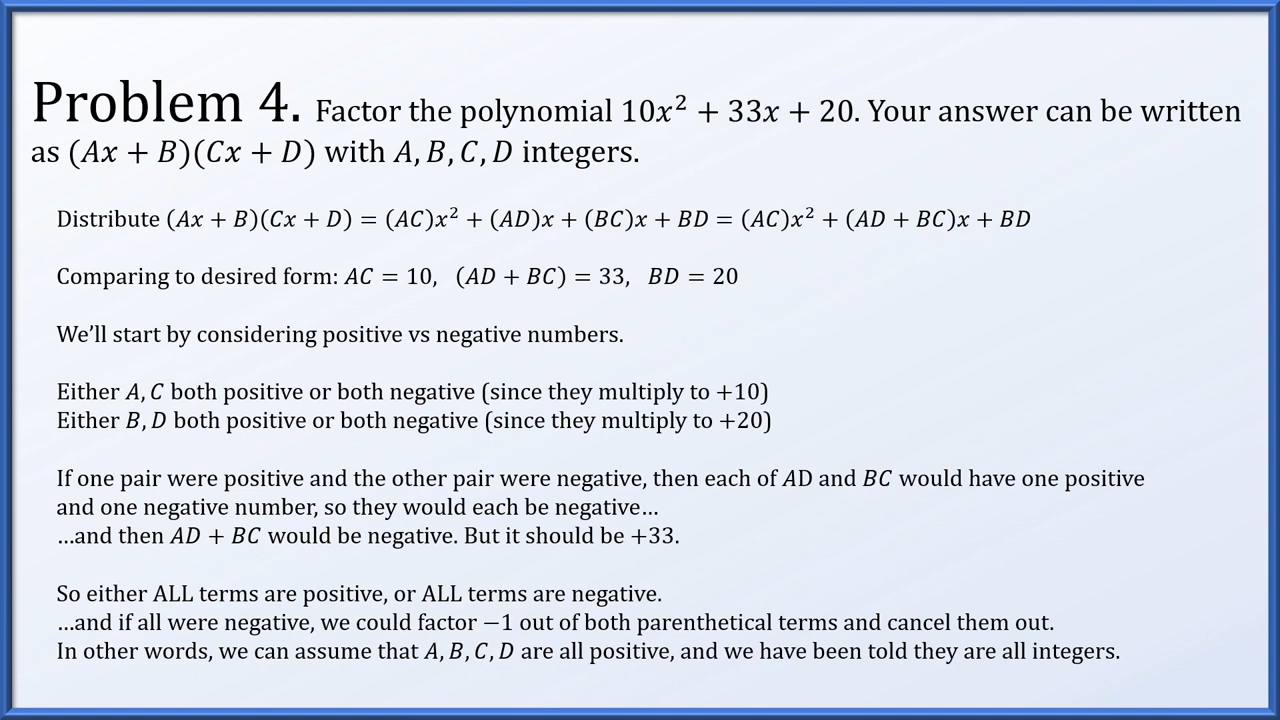 Problem 4. Factor the polynomial 10x² + 33x + 20. Your answer can be written
as (Ax + B)(Cx + D) with A, B, C, D integers.
Distribute (Ax + B)(Cx + D) = (AC)x² + (AD)x + (BC)x + BD = (AC)x² + (AD + BC)x + BD
Comparing to desired form: AC = 10, (AD + BC) = 33, BD = 20
We’ll start by considering positive vs negative numbers.
Either A, C both positive or both negative (since they multiply to +10)
Either B, D both positive or both negative (since they multiply to +20)
If one pair were positive and the other pair were negative, then each of AD and BC would have one positive
and one negative number, so they would each be negative…
…and then AD + BC would be negative. But it should be +33.
So either ALL terms are positive, or ALL terms are negative.
…and if all were negative, we could factor −1 out of both parenthetical terms and cancel them out.
In other words, we can assume that A, B, C, D are all positive, and we have been told they are all integers.